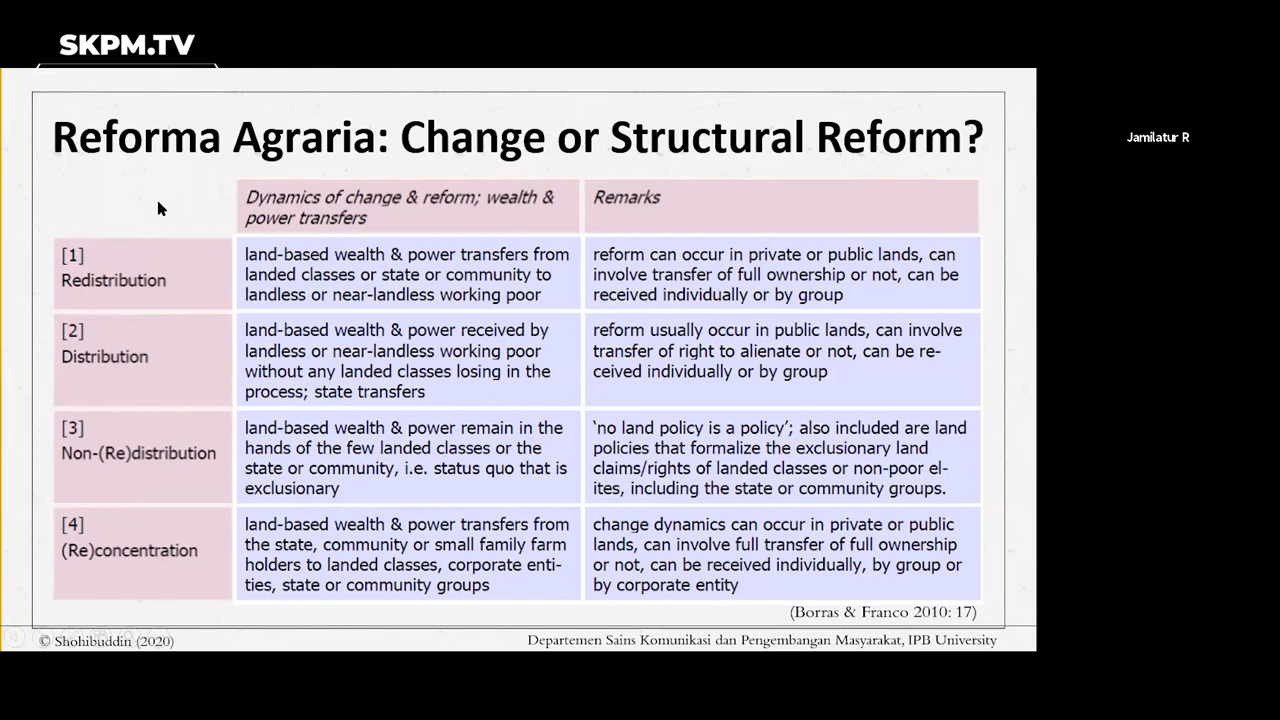 SKPM.TV
Reforma Agraria: Change or Structural Reform?
Jamilatur R
Dynamics of change & reform; wealth &
power transfers
Remarks
[1]
Redistribution
land-based wealth & power transfers from
landed classes or state or community to
landless or near-landless working poor
reform can occur in private or public lands, can
involve transfer of full ownership or not, can be
received individually or by group
[2]
Distribution
land-based wealth & power received by
landless or near-landless working poor
without any landed classes losing in the
process; state transfers
reform usually occur in public lands, can involve
transfer of right to alienate or not, can be re-
ceived individually or by group
[3]
Non-(Re)distribution
land-based wealth & power remain in the
hands of the few landed classes or the
state or community, i.e. status quo that is
exclusionary
‘no land policy is a policy’; also included are land
policies that formalize the exclusionary land
claims/rights of landed classes or non-poor el-
ites, including the state or community groups.
[4]
(Re)concentration
land-based wealth & power transfers from
the state, community or small family farm
holders to landed classes, corporate enti-
ties, state or community groups
change dynamics can occur in private or public
lands, can involve full transfer of full ownership
or not, can be received individually, by group or
by corporate entity
(Borras & Franco 2010: 17)
© Shohibuddin (2020)
Departemen Sains Komunikasi dan Pengembangan Masyarakat, IPB University